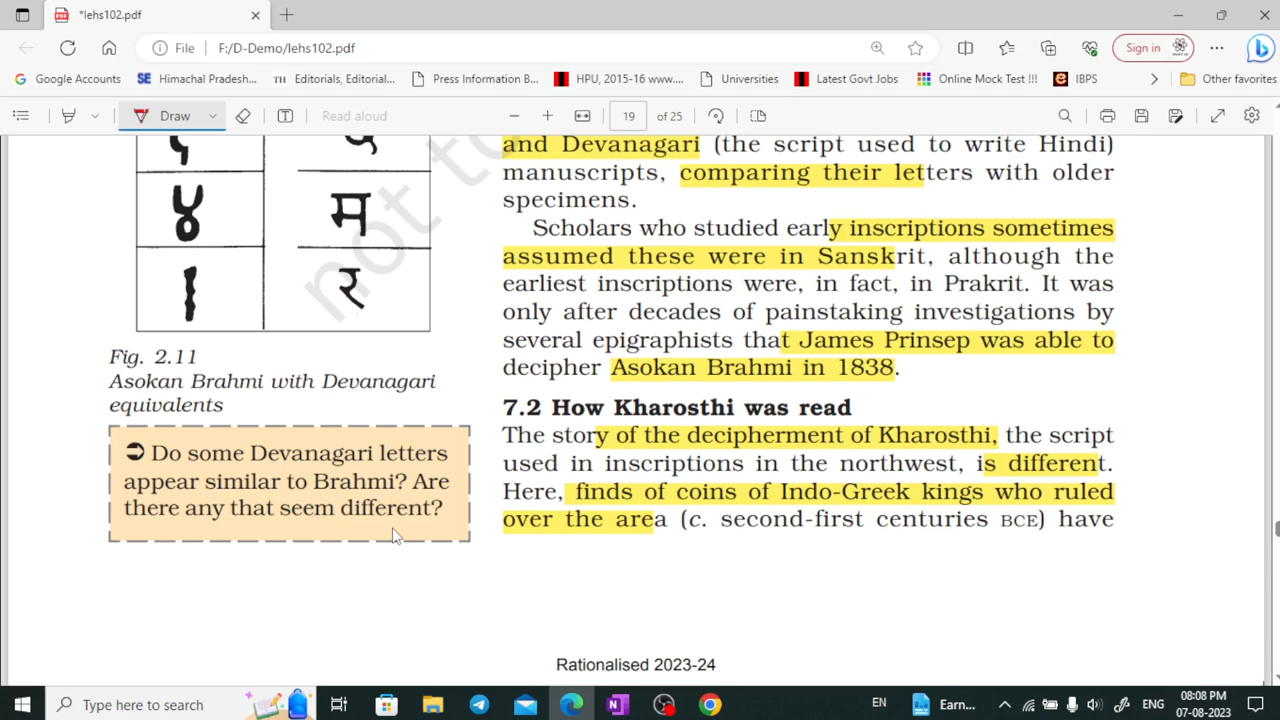 *lehs102.pdf
File F:/D-Demo/lehs102.pdf Sign in
Google Accounts SE Himachal Pradesh... TH Editorials, Editorial... Press Information B... HPU, 2015-16 www.... Universities Latest Govt Jobs Online Mock Test !!! e IBPS Other favorites
Draw Read aloud 19 of 25
म
र
Fig. 2.11
Asokan Brahmi with Devanagari
equivalents
Do some Devanagari letters
appear similar to Brahmi? Are
there any that seem different?
not to
and Devanagari (the script used to write Hindi)
manuscripts, comparing their letters with older
specimens.
Scholars who studied early inscriptions sometimes
assumed these were in Sanskrit, although the
earliest inscriptions were, in fact, in Prakrit. It was
only after decades of painstaking investigations by
several epigraphists that James Prinsep was able to
decipher Asokan Brahmi in 1838.
7.2 How Kharosthi was read
The story of the decipherment of Kharosthi, the script
used in inscriptions in the northwest, is different.
Here, finds of coins of Indo-Greek kings who ruled
over the area (c. second-first centuries BCE) have
Rationalised 2023-24
Type here to search EN Earn... ENG 08:08 PM
07-08-2023